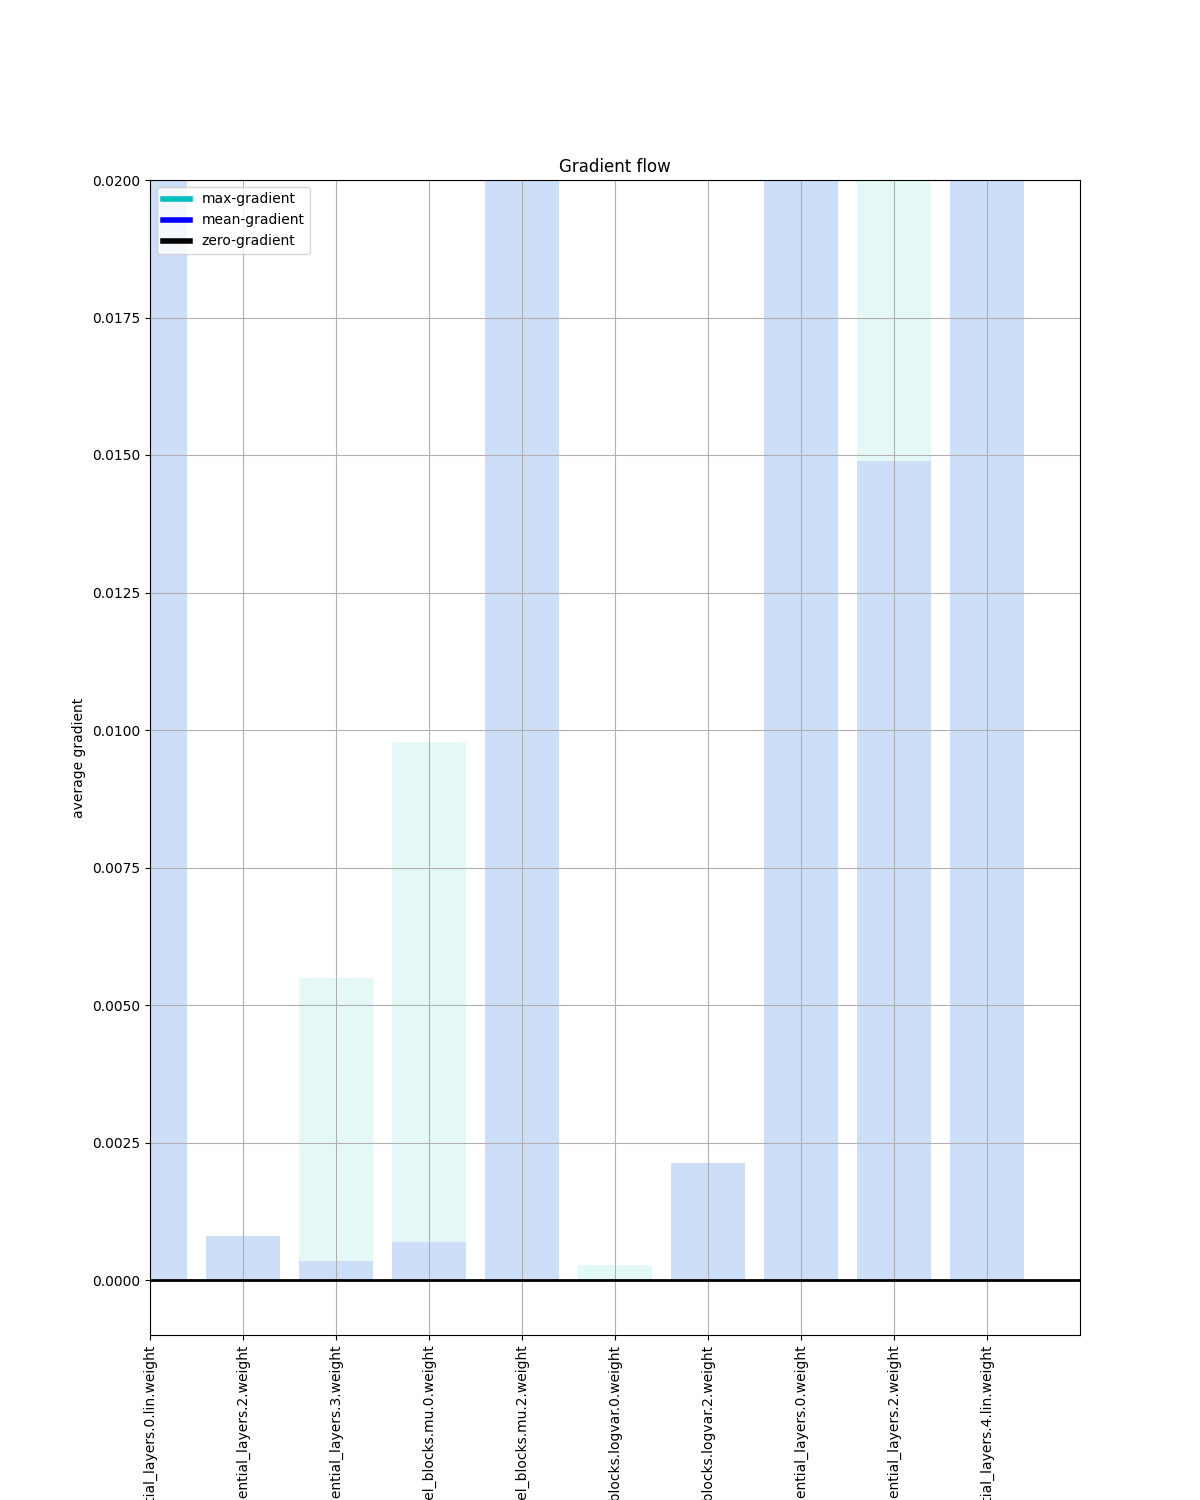 Gradient flow
max-gradient
mean-gradient
zero-gradient
0.0200
0.0175
0.0150
0.0125
0.0100
0.0075
0.0050
0.0025
0.0000
average gradient
tial_layers.0.lin.weight
ential_layers.2.weight
ential_layers.3.weight
el_blocks.mu.0.weight
el_blocks.mu.2.weight
blocks.logvar.0.weight
blocks.logvar.2.weight
ential_layers.0.weight
ential_layers.2.weight
tial_layers.4.lin.weight